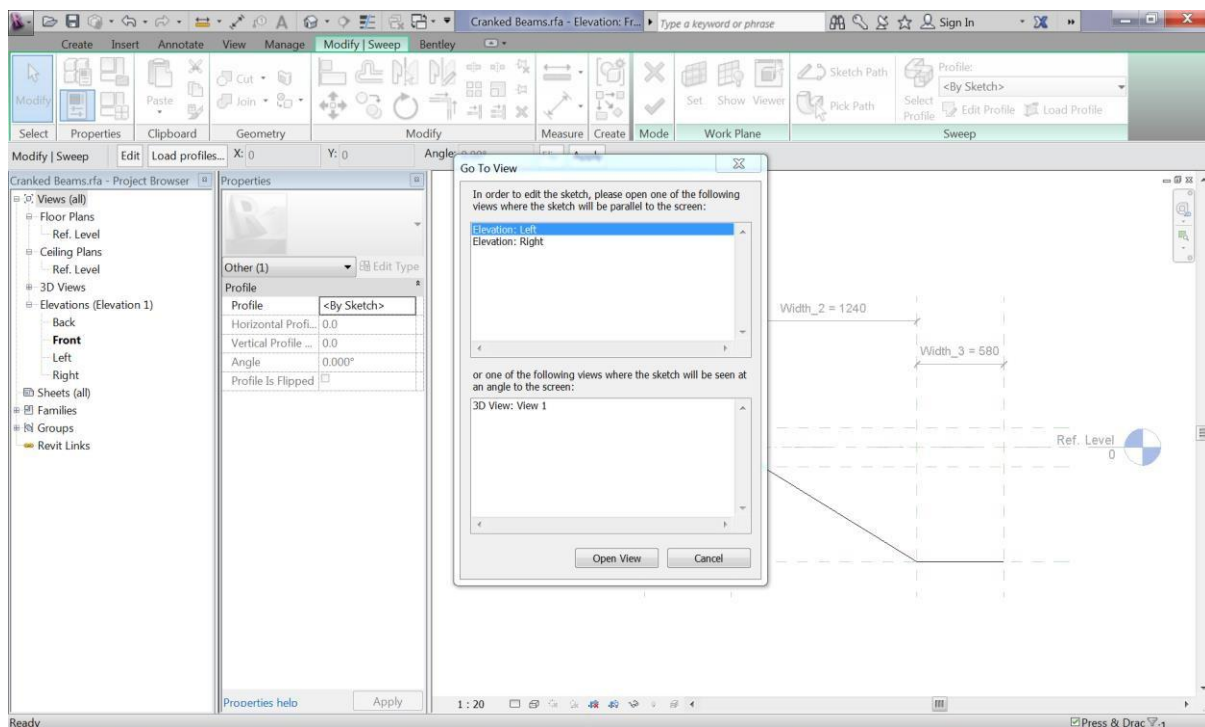 Cranked Beams.rfa - Elevation: Fr...
Type a keyword or phrase
Sign In
Create Insert Annotate View Manage Modify | Sweep Bentley
Modify
Paste
Cut
Join
Set Show Viewer
Sketch Path
Pick Path
Select Profile
Profile:
<By Sketch>
Edit Profile Load Profile
Select Properties Clipboard Geometry Modify Measure Create Mode Work Plane Sweep
Modify | Sweep Edit Load profiles... X: 0 Y: 0 Angle:
Cranked Beams.rfa - Project Browser
Views (all)
Floor Plans
Ref. Level
Ceiling Plans
Ref. Level
3D Views
Elevations (Elevation 1)
Back
Front
Left
Right
Sheets (all)
Families
Groups
Revit Links
Properties
Other (1) Edit Type
Profile
Profile <By Sketch>
Horizontal Profi... 0.0
Vertical Profile ... 0.0
Angle 0.000°
Profile Is Flipped
Properties help Apply
Go To View
In order to edit the sketch, please open one of the following
views where the sketch will be parallel to the screen:
Elevation: Left
Elevation: Right
or one of the following views where the sketch will be seen at
an angle to the screen:
3D View: View 1
Open View Cancel
Width_2 = 1240
Width_3 = 580
Ref. Level
0
1 : 20
Ready
Press & Drac